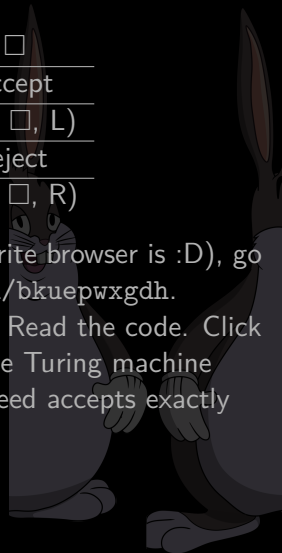 □
ccept
□, L)
eject
□, R)
rite browser is :D), go
/bkuepwxgdh.
Read the code. Click
e Turing machine
eed accepts exactly